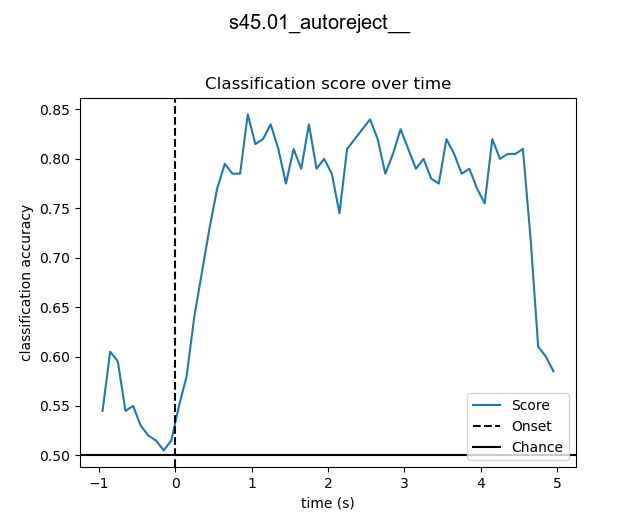 s45.01_autoreject__
Classification score over time
classification accuracy
0.85
0.80
0.75
0.70
0.65
0.60
0.55
0.50
−1
0
1
2
3
4
5
time (s)
Score
Onset
Chance